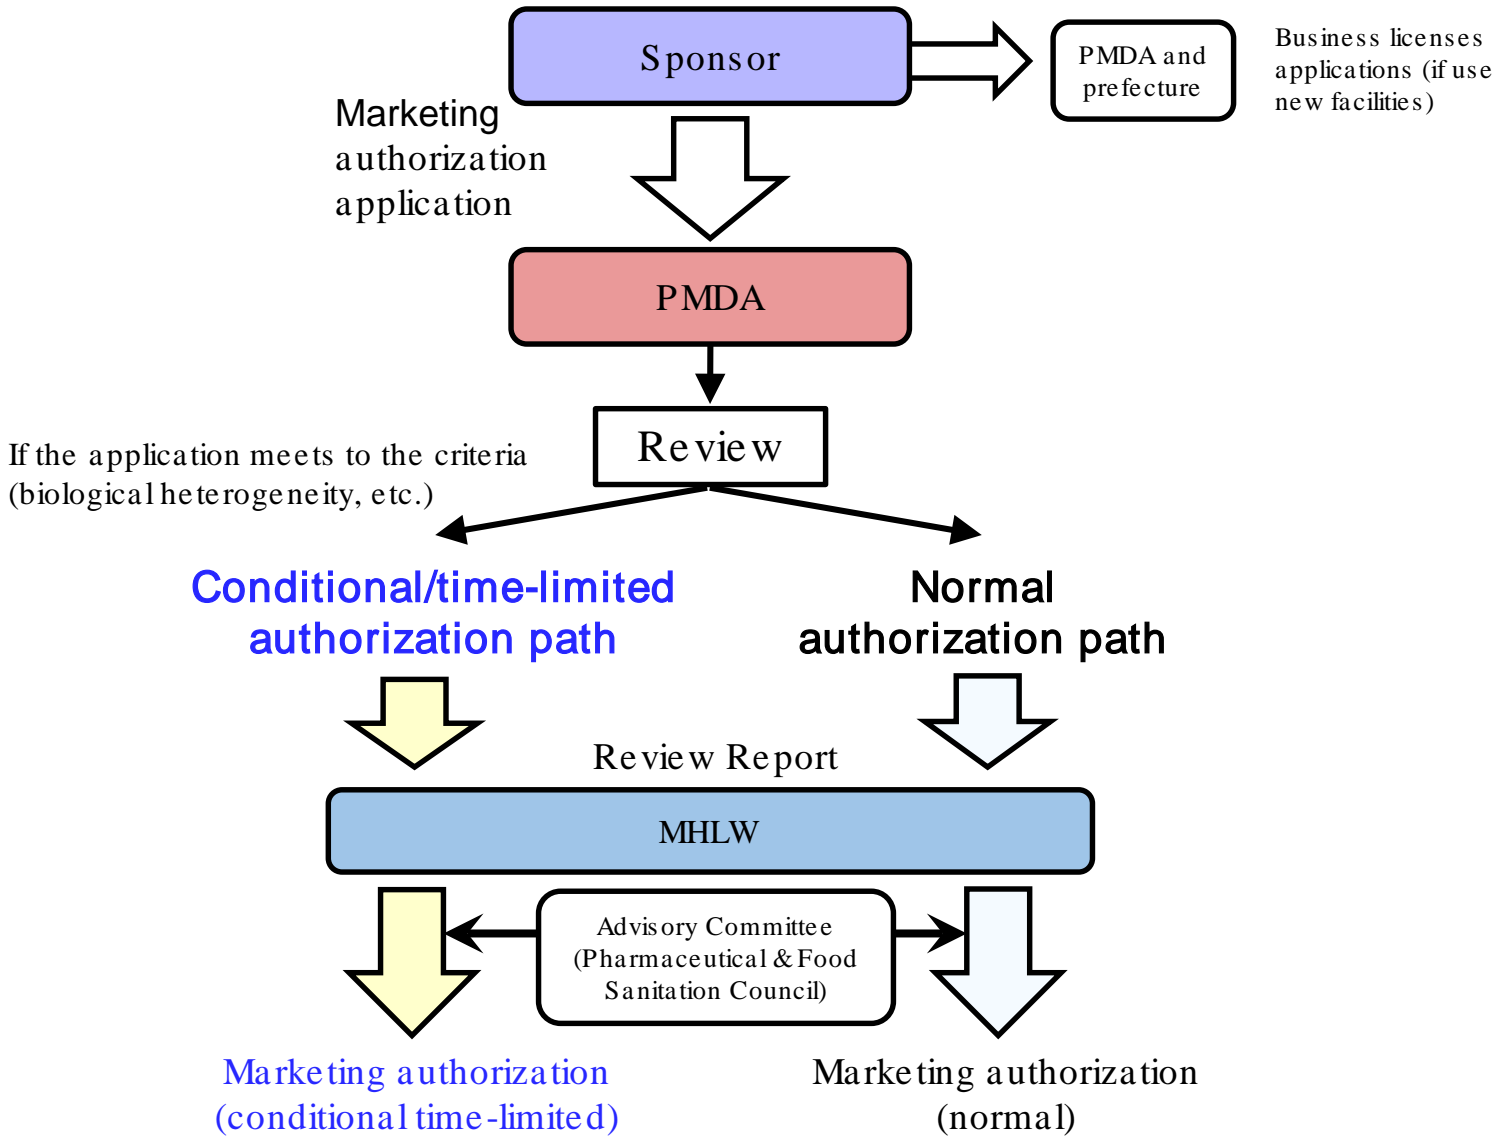 Sponsor
PMDA and
prefecture
Business licenses
applications (if use
new facilities)
Marketing
authorization
application
PMDA
Review
If the application meets to the criteria
(biological heterogeneity, etc.)
Conditional/time-limited
authorization path
Normal
authorization path
Review Report
MHLW
Advisory Committee
(Pharmaceutical & Food
Sanitation Council)
Marketing authorization
(conditional time-limited)
Marketing authorization
(normal)